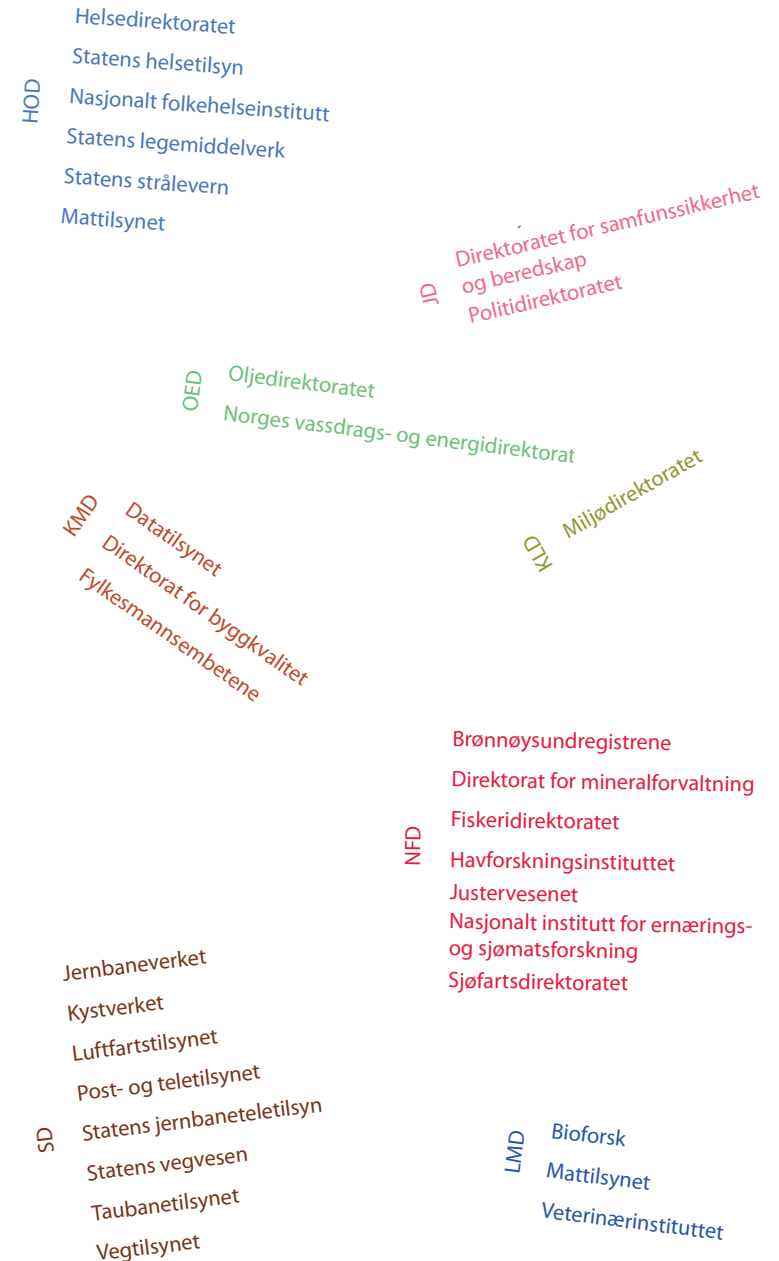 HOD
Helsedirektoratet
Statens helsetilsyn
Nasjonalt folkehelseinstitutt
Statens legemiddelverk
Statens strålevern
Mattilsynet
JD
Direktoratet for samfunssikkerhet
og beredskap
Politidirektoratet
OED
Oljedirektoratet
Norges vassdrags- og energidirektorat
KMD
Datatilsynet
Direktorat for byggkvalitet
Fylkesmannsembetene
KLD
Miljødirektoratet
NFD
Brønnøysundregistrene
Direktorat for mineralforvaltning
Fiskeridirektoratet
Havforskningsinstituttet
Justervesenet
Nasjonalt institutt for ernærings-
og sjømatsforskning
Sjøfartsdirektoratet
SD
Jernbaneverket
Kystverket
Luftfartstilsynet
Post- og teletilsynet
Statens jernbaneteletilsyn
Statens vegvesen
Taubanetilsynet
Vegtilsynet
LMD
Bioforsk
Mattilsynet
Veterinærinstituttet